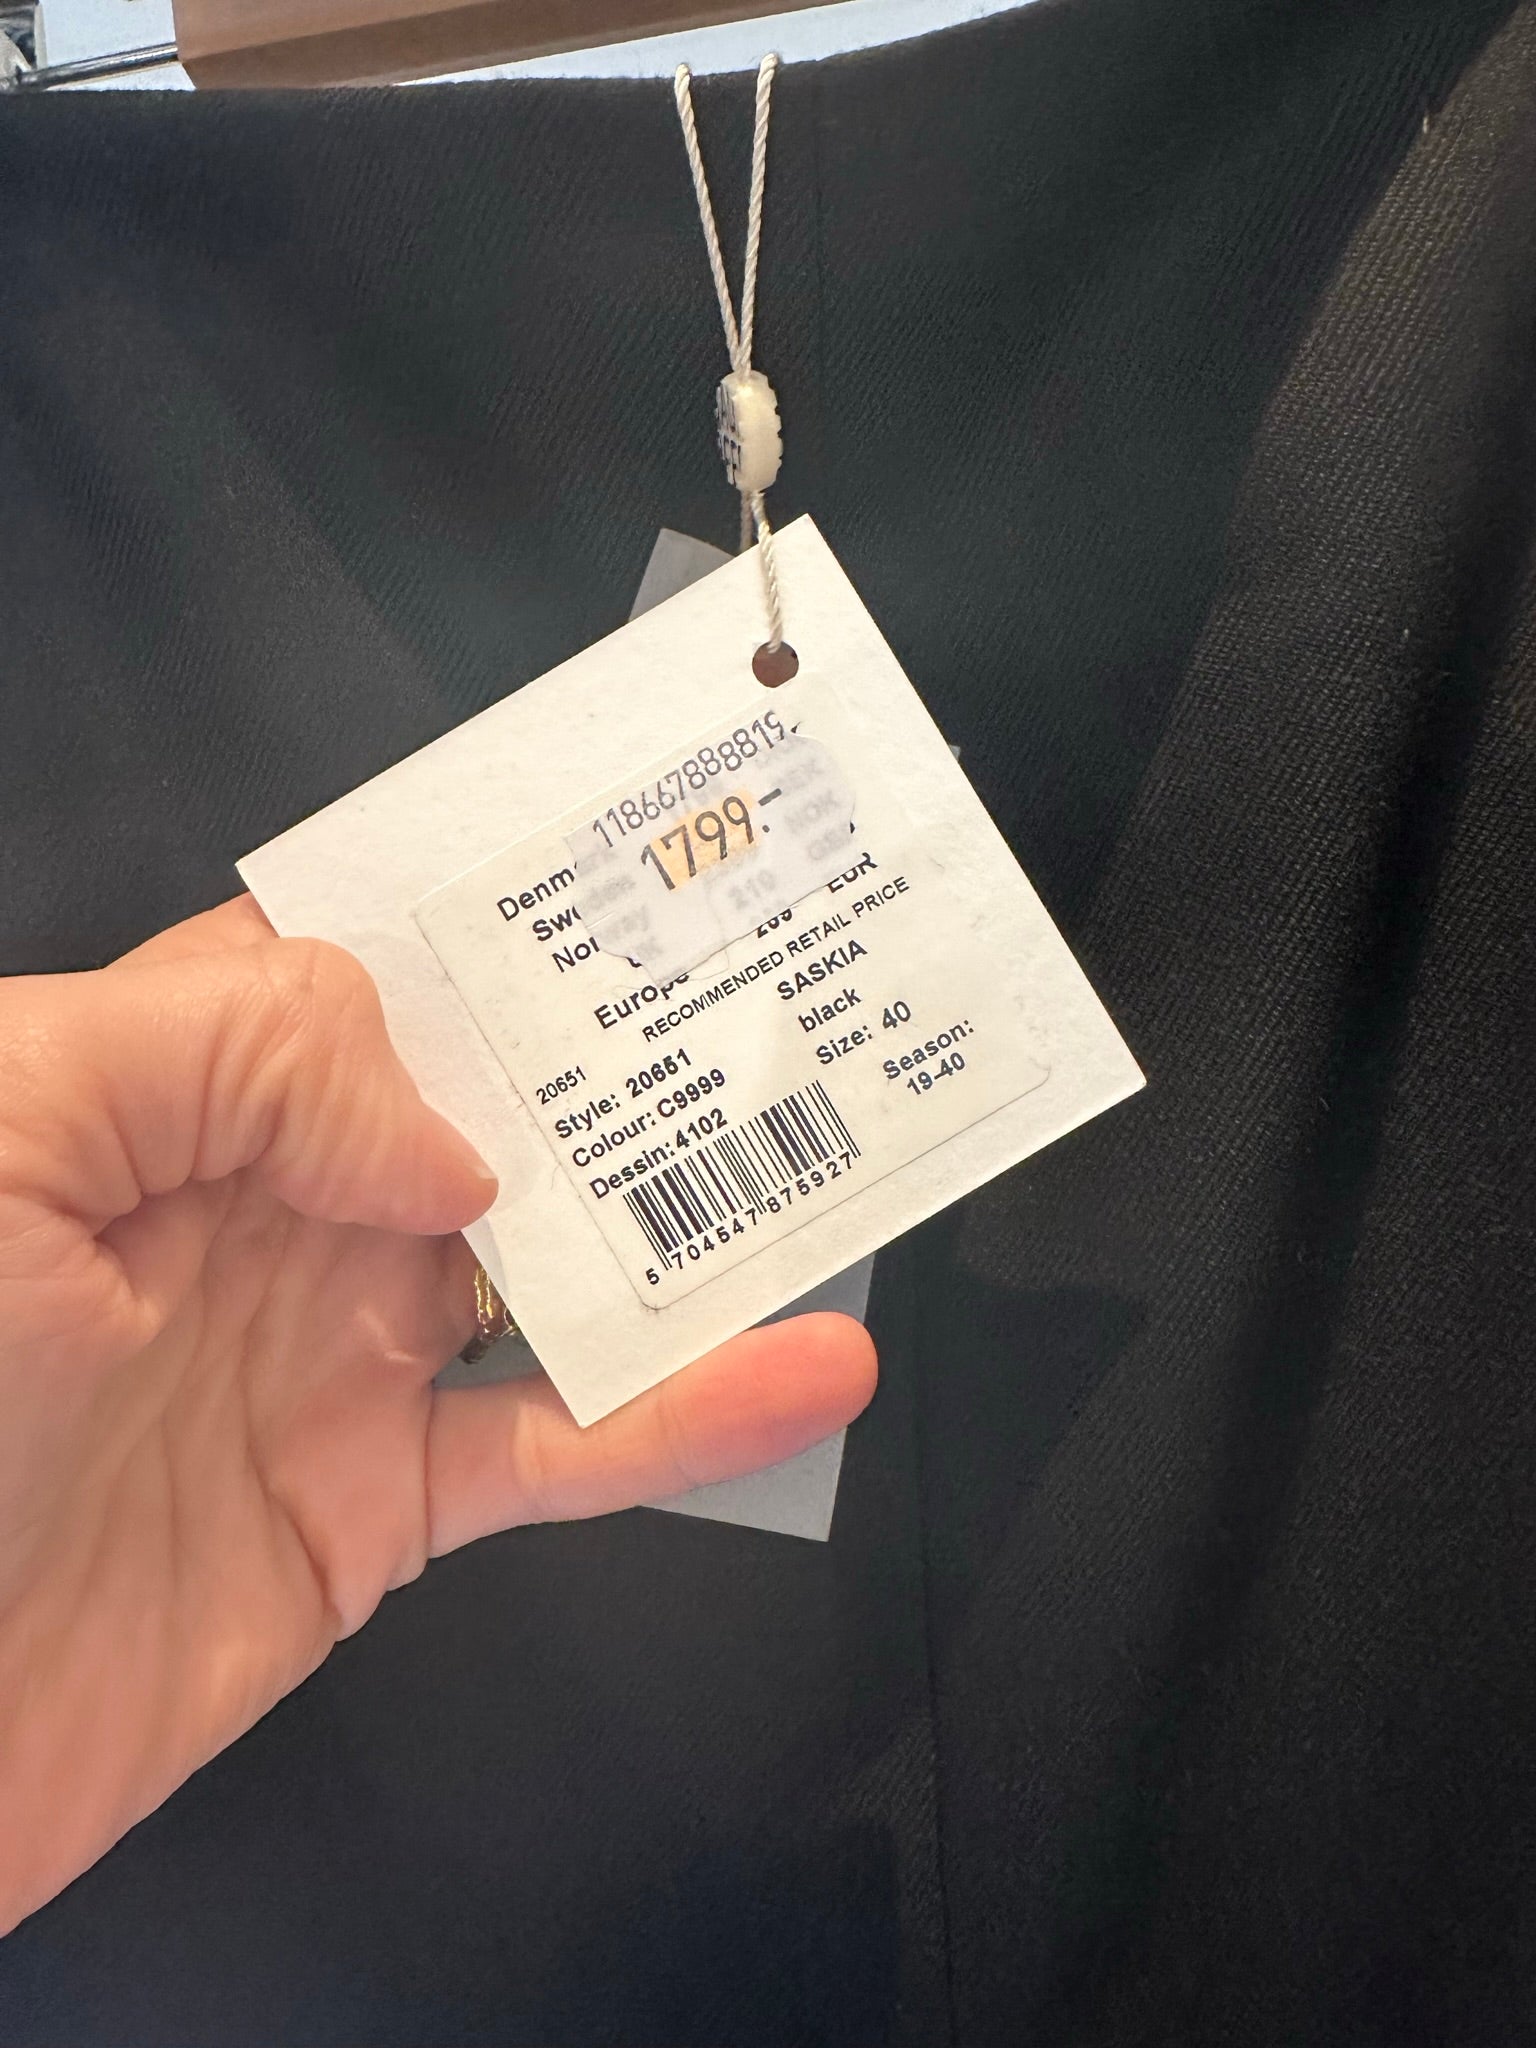 118667888819
1799.-
Denm
Swe
Nor
Europe
EUR
RECOMMENDED RETAIL PRICE
20651
SASKIA
Style: 20651
black
Colour: C9999
Size: 40
Dessin: 4102
Season:
19-40
5 704547 875927